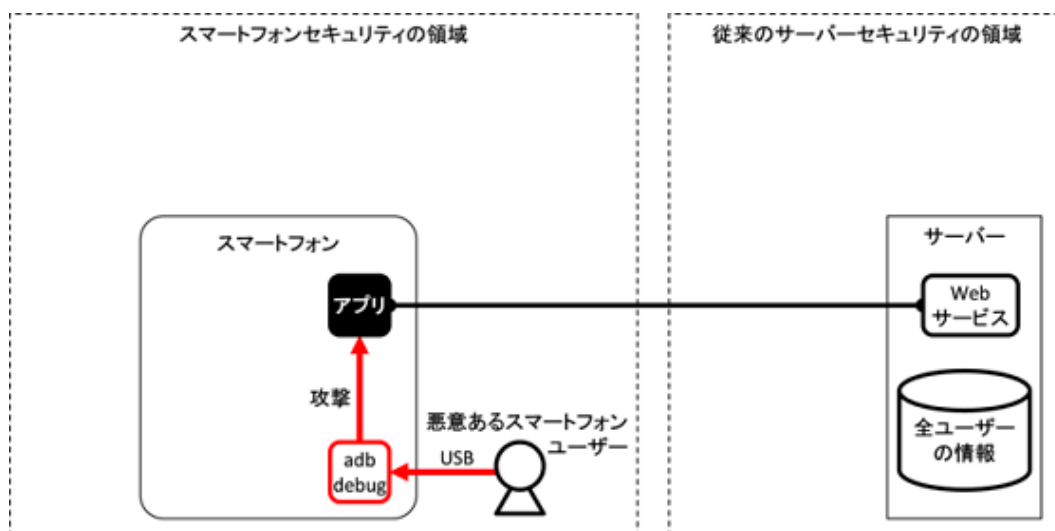 スマートフォンセキュリティの領域
従来のサーバーセキュリティの領域
スマートフォン
サーバー
アプリ
Web
サービス
攻撃
悪意あるスマートフォン
ユーザー
USB
adb
debug
全ユーザー
の情報